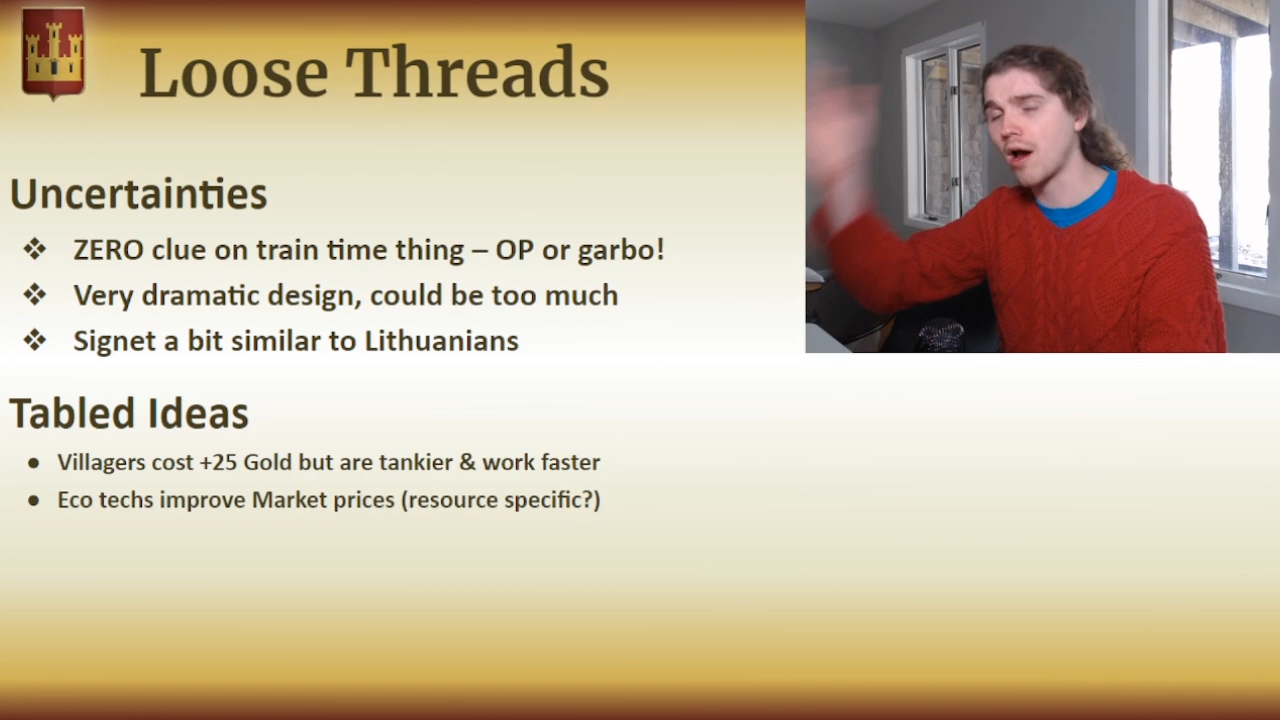 Loose Threads
Uncertainties
❖ ZERO clue on train time thing – OP or garbo!
❖ Very dramatic design, could be too much
❖ Signet a bit similar to Lithuanians
Tabled Ideas
● Villagers cost +25 Gold but are tankier & work faster
● Eco techs improve Market prices (resource specific?)